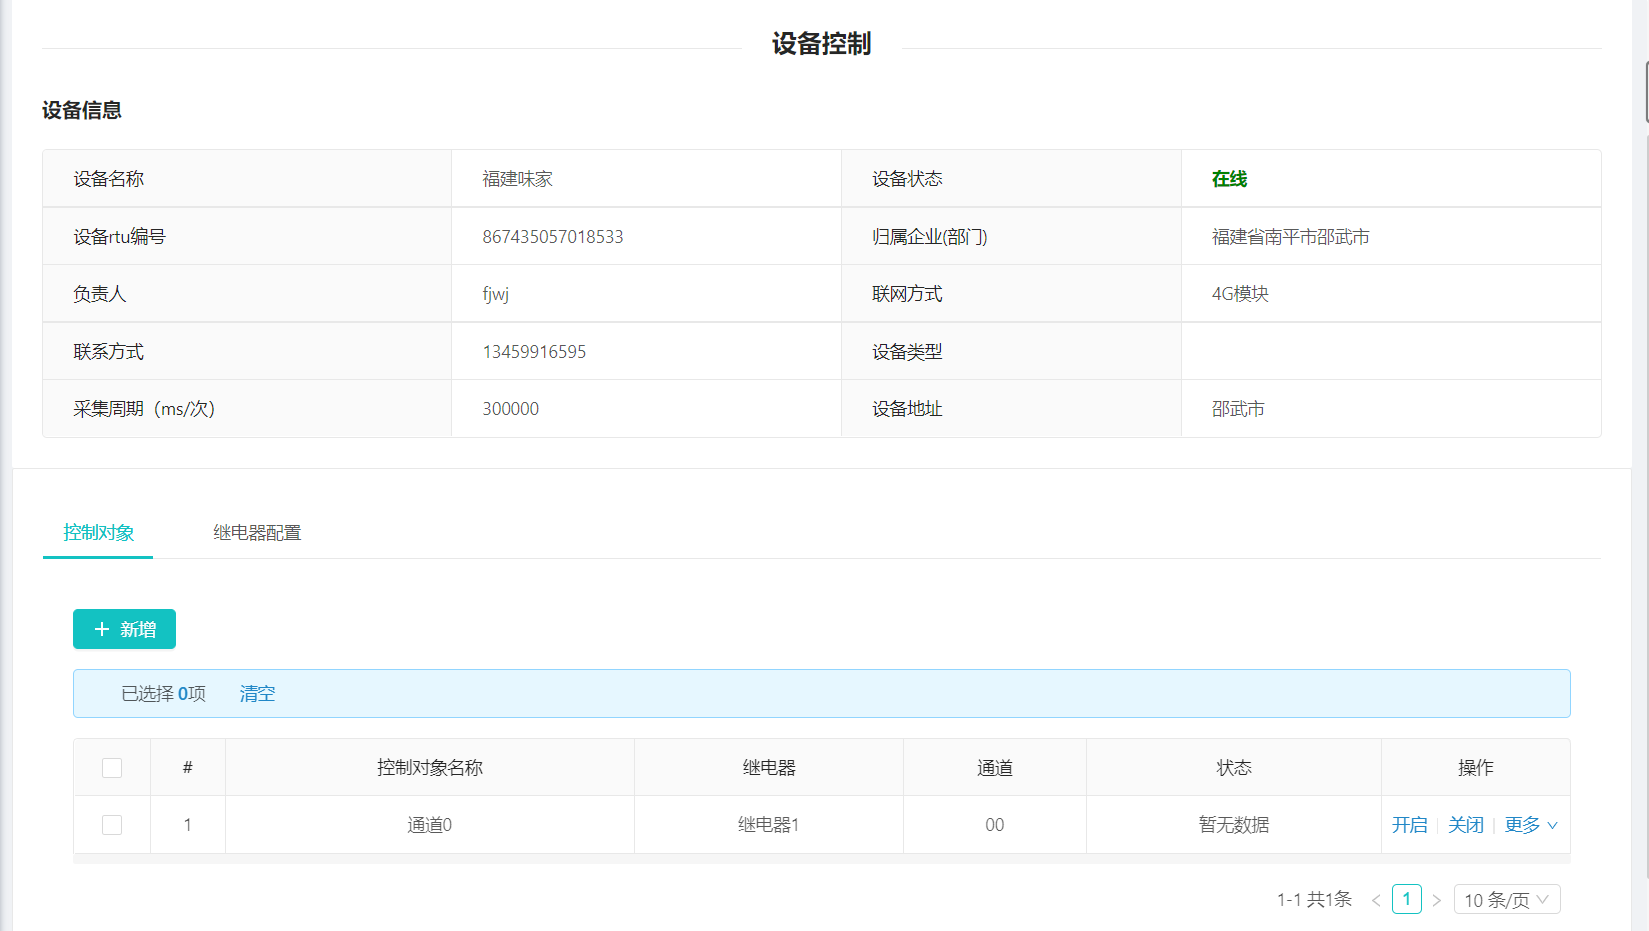 设备控制
设备信息
设备名称 福建味家 设备状态 在线
设备rtu编号 867435057018533 归属企业(部门) 福建省南平市邵武市
负责人 fjwj 联网方式 4G模块
联系方式 13459916595 设备类型
采集周期（ms/次） 300000 设备地址 邵武市
控制对象 继电器配置
+ 新增
已选择 0项 清空
# 控制对象名称 继电器 通道 状态 操作
1 通道0 继电器1 00 暂无数据 开启 关闭 更多
1-1 共1条 < 1 > 10 条/页